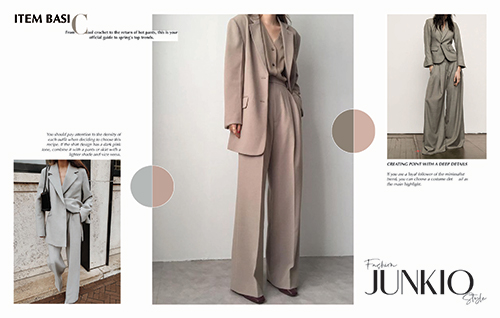 ITEM BASIC
From Cool crochet to the return of hot pants, this is your
official guide to spring's top trends.
You should pay attention to the density of
each outfit when deciding to choose this
recipe. If the shirt design has a dark pink
tone, combine it with a pants or skirt with a
lighter shade and vice versa.
CREATING POINT WITH A DEEP DETAILS
If you are a loyal follower of the minimalist
trend, you can choose a costume del ed as
the main highlight.
Fashion
JUNKIO
Style